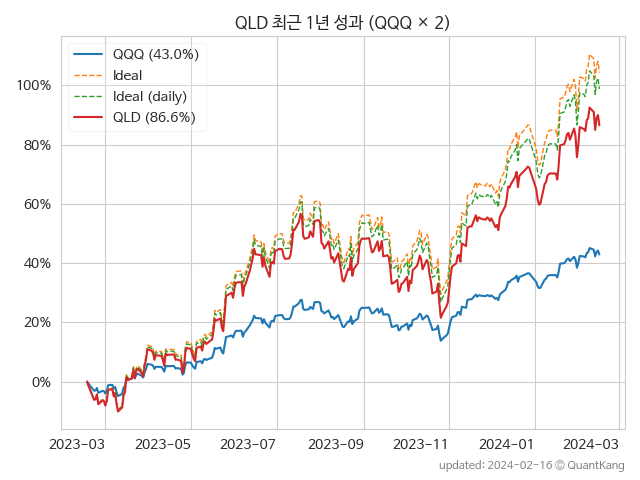 QLD 최근 1년 성과 (QQQ × 2)
QQQ (43.0%)
Ideal
Ideal (daily)
QLD (86.6%)
100%
80%
60%
40%
20%
0%
2023-03 2023-05 2023-07 2023-09 2023-11 2024-01 2024-03
updated: 2024-02-16 © QuantKang